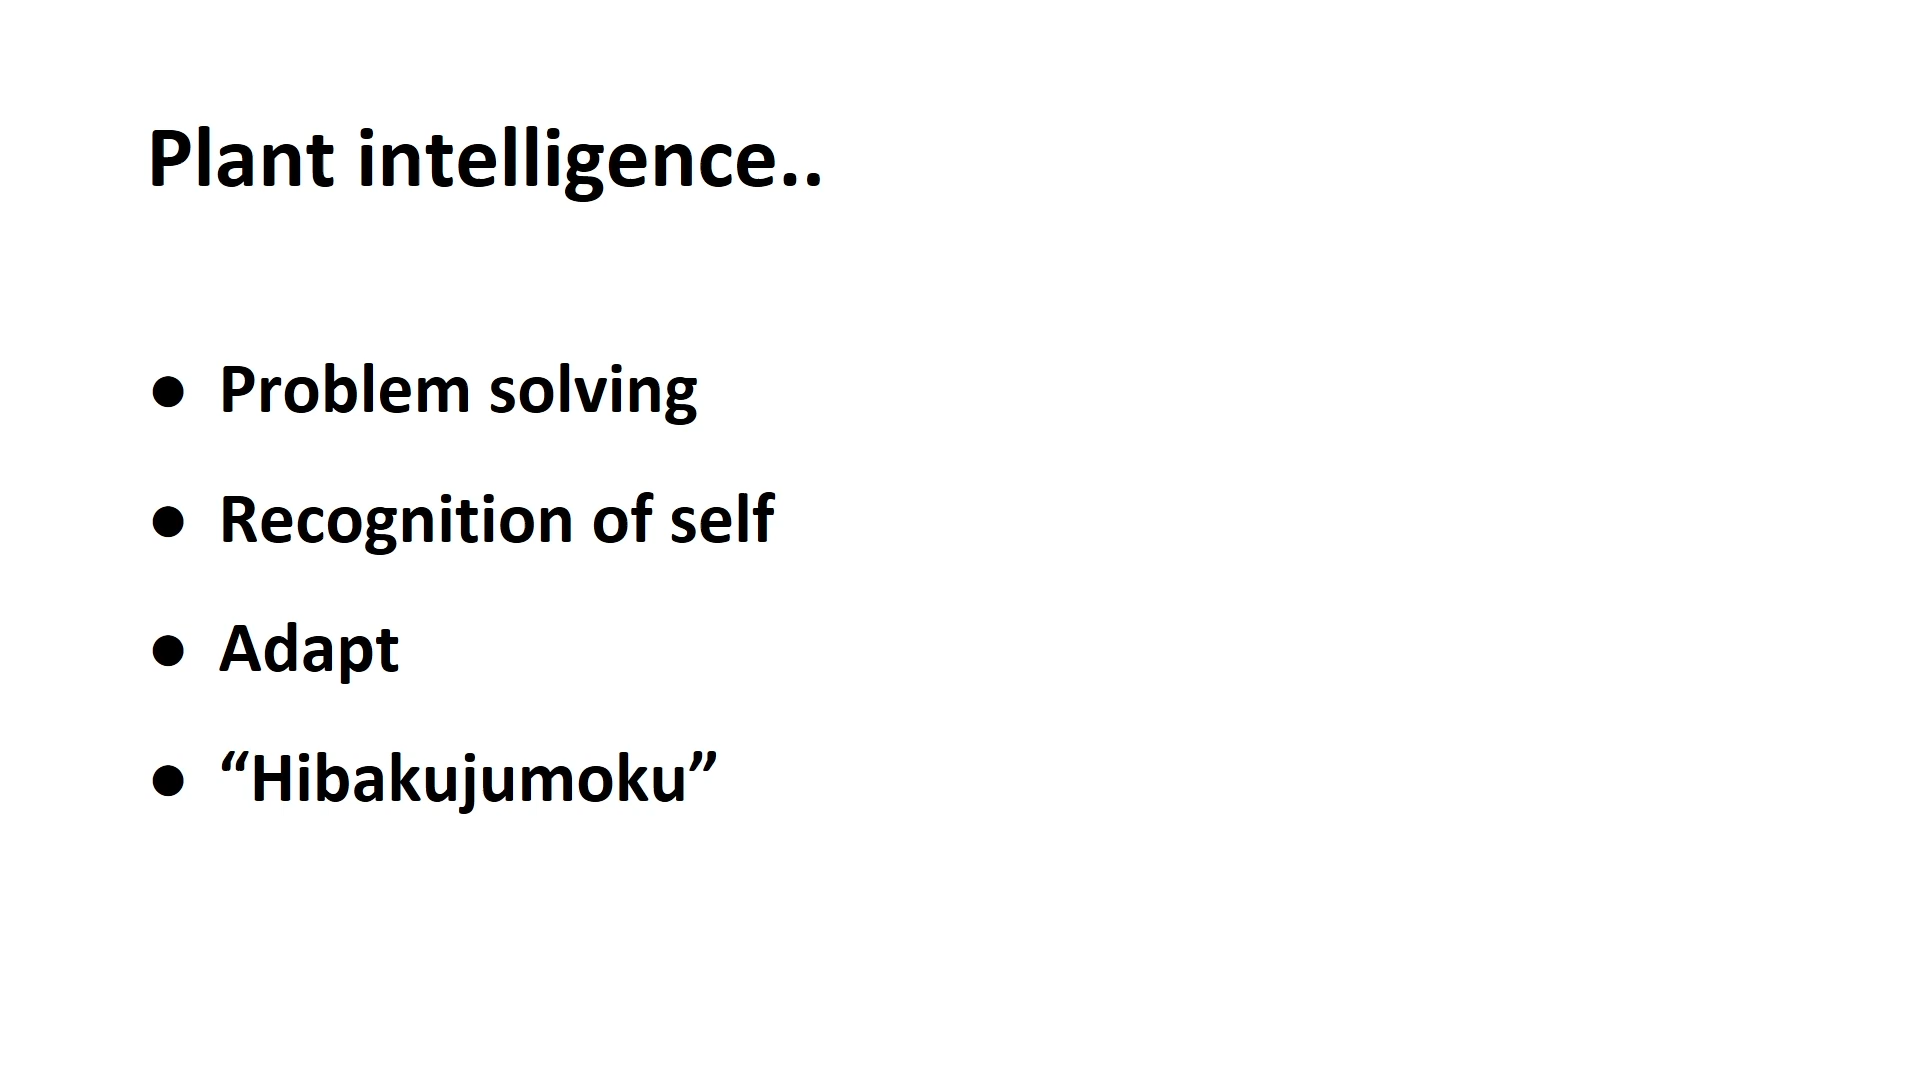 Plant intelligence..
● Problem solving
● Recognition of self
● Adapt
● “Hibakujumoku”